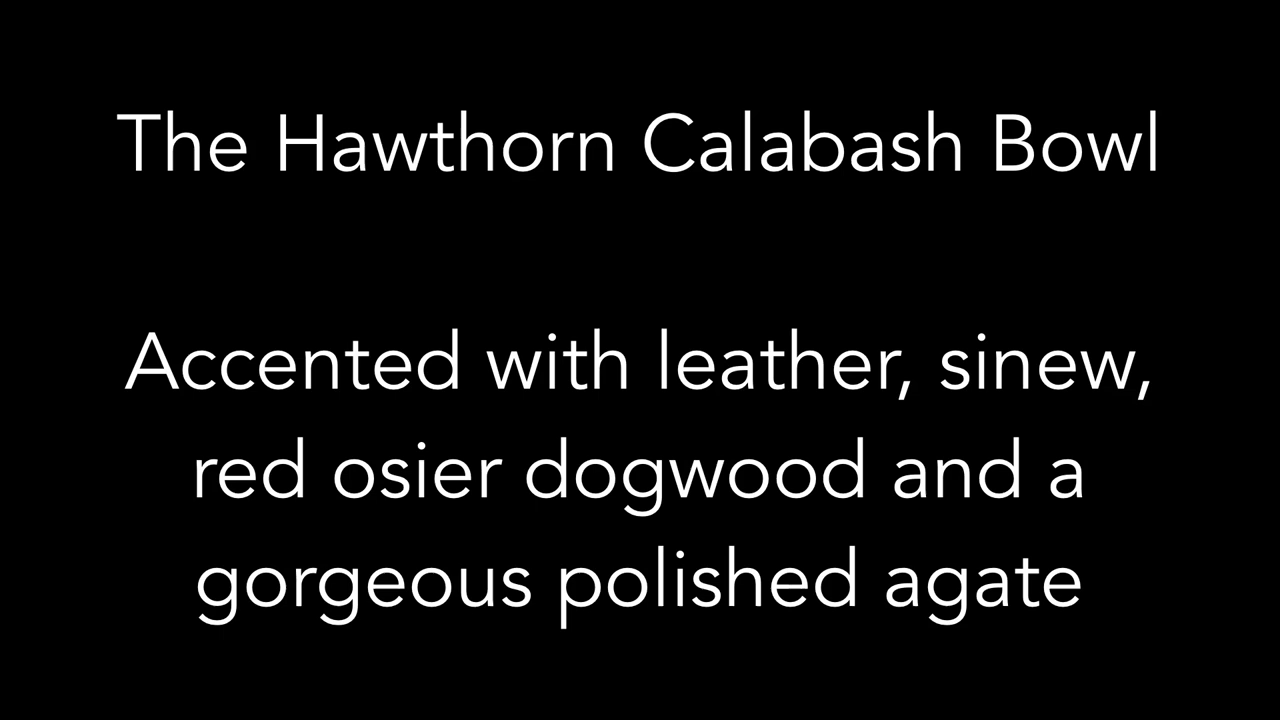 The Hawthorn Calabash Bowl
Accented with leather, sinew,
red osier dogwood and a
gorgeous polished agate